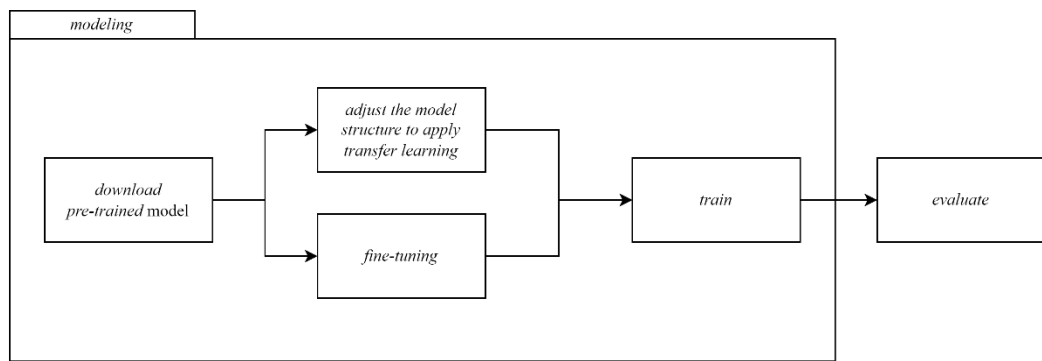 modeling
adjust the model
structure to apply
transfer learning
download
pre-trained model
fine-tuning
train
evaluate